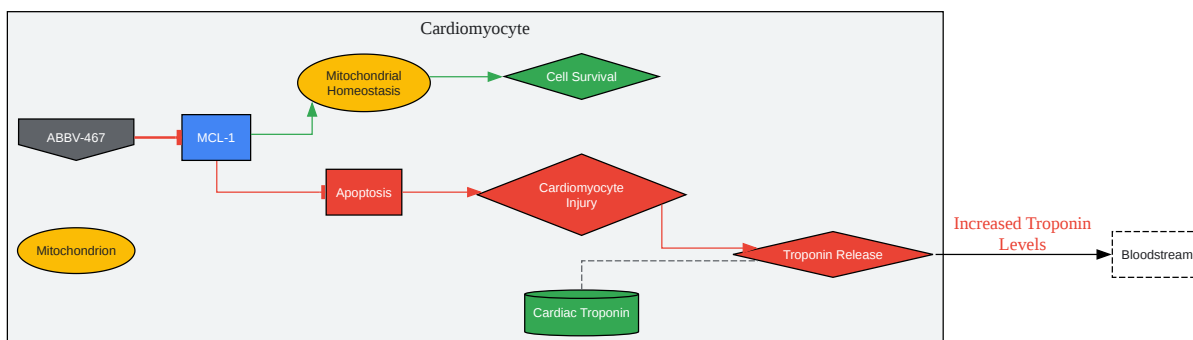 Cardiomyocyte
Mitochondrial
Homeostasis
Cell Survival
ABBV-467
MCL-1
Apoptosis
Cardiomyocyte
Injury
Mitochondrion
Increased Troponin
Levels
Troponin Release
Bloodstream
Cardiac Troponin